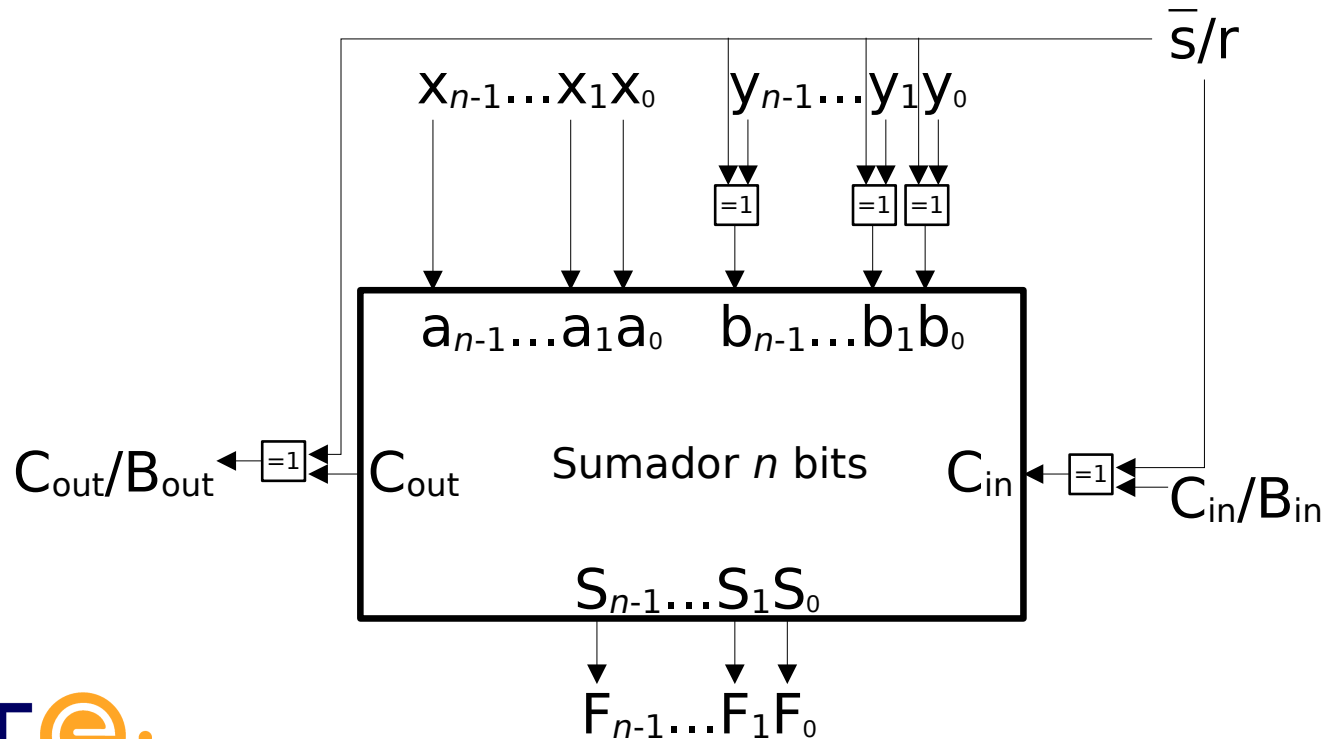 s̅/r
xn-1...x1x0 yn-1...y1y0
=1 =1 =1
an-1...a1a0 bn-1...b1b0
Cout/Bout =1 Cout Sumador n bits Cin =1 Cin/Bin
Sn-1...S1S0
Fn-1...F1F0